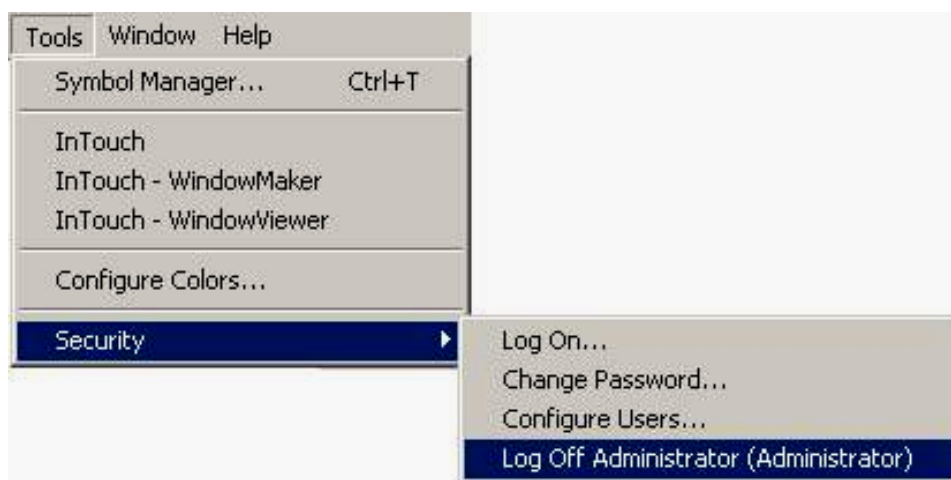 Tools Window Help
Symbol Manager... Ctrl+T
InTouch
InTouch - WindowMaker
InTouch - WindowViewer
Configure Colors...
Security
Log On...
Change Password...
Configure Users...
Log Off Administrator (Administrator)